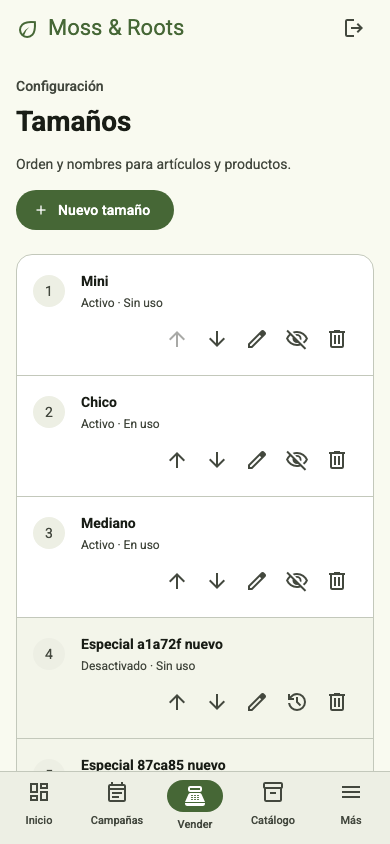 Moss & Roots
Configuración
Tamaños
Orden y nombres para artículos y productos.
+ Nuevo tamaño
1
Mini
Activo · Sin uso
2
Chico
Activo · En uso
3
Mediano
Activo · En uso
4
Especial a1a72f nuevo
Desactivado · Sin uso
Especial 87ca85 nuevo
Inicio
Campañas
Vender
Catálogo
Más